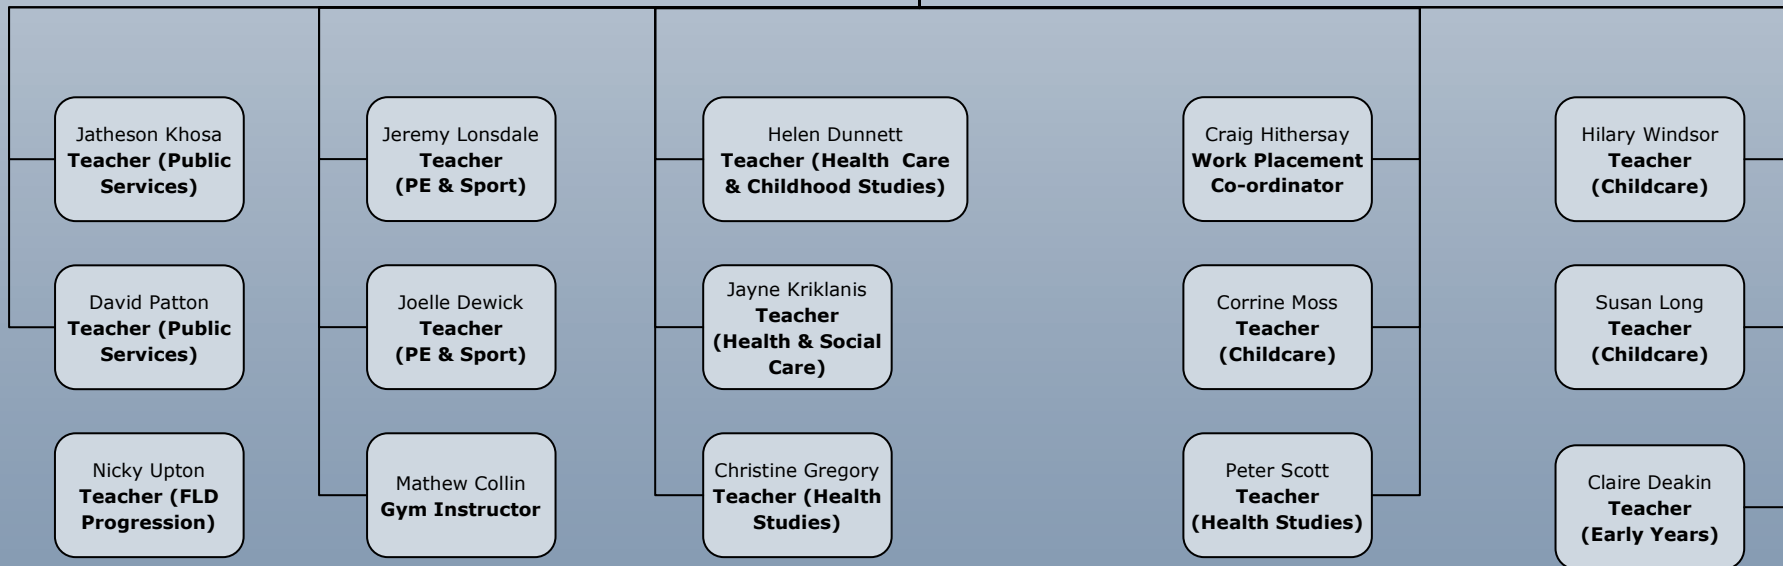 Jatheson Khosa
Teacher (Public
Services)
Jeremy Lonsdale
Teacher
(PE & Sport)
Helen Dunnett
Teacher (Health  Care
& Childhood Studies)
Craig Hithersay
Work Placement
Co-ordinator
Hilary Windsor
Teacher
(Childcare)
David Patton
Teacher (Public
Services)
Joelle Dewick
Teacher
(PE & Sport)
Jayne Kriklanis
Teacher
(Health & Social
Care)
Corrine Moss
Teacher
(Childcare)
Susan Long
Teacher
(Childcare)
Nicky Upton
Teacher (FLD
Progression)
Mathew Collin
Gym Instructor
Christine Gregory
Teacher (Health
Studies)
Peter Scott
Teacher
(Health Studies)
Claire Deakin
Teacher
(Early Years)